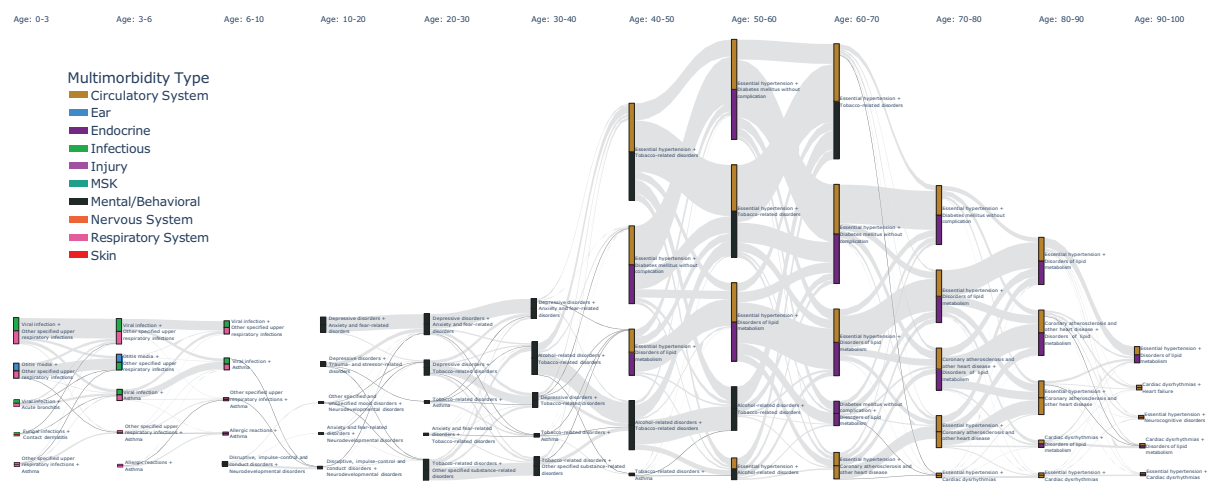 Age: 0-3
Age: 3-6
Age: 6-10
Age: 10-20
Age: 20-30
Age: 30-40
Age: 40-50
Age: 50-60
Age: 60-70
Age: 70-80
Age: 80-90
Age: 90-100
Multimorbidity Type
Circulatory System
Ear
Endocrine
Infectious
Injury
MSK
Mental/Behavioral
Nervous System
Respiratory System
Skin
Viral infection +
Other specified upper
respiratory infections
Otitis media +
Other specified upper
respiratory infections
Viral infection +
Acute bronchitis
Fungal infections +
Contact dermatitis
Other specified upper
respiratory infections +
Asthma
Viral infection +
Other specified upper
respiratory infections
Otitis media +
Other specified upper
respiratory infections
Viral infection +
Asthma
Other specified upper
respiratory infections +
Asthma
Allergic reactions +
Asthma
Viral infection +
Other specified upper
respiratory infections
Viral infection +
Asthma
Other specified upper
respiratory infections +
Asthma
Allergic reactions +
Asthma
Disruptive, impulse-control and
conduct disorders +
Neurodevelopmental disorders
Depressive disorders +
Anxiety and fear-related
disorders
Depressive disorders +
Trauma- and stressor-related
disorders
Other specified and
unspecified mood disorders +
Neurodevelopmental disorders
Anxiety and fear-related
disorders +
Neurodevelopmental disorders
Disruptive, impulse-control and
conduct disorders +
Neurodevelopmental disorders
Depressive disorders +
Anxiety and fear-related
disorders
Depressive disorders +
Tobacco-related disorders
Tobacco-related disorders +
Asthma
Anxiety and fear-related
disorders +
Tobacco-related disorders
Tobacco-related disorders +
Other specified substance-related
disorders
Depressive disorders +
Anxiety and fear-related
disorders
Alcohol-related disorders +
Tobacco-related disorders
Depressive disorders +
Tobacco-related disorders
Tobacco-related disorders +
Asthma
Tobacco-related disorders +
Other specified substance-related
disorders
Essential hypertension +
Tobacco-related disorders
Essential hypertension +
Diabetes mellitus without
complication
Essential hypertension +
Disorders of lipid
metabolism
Alcohol-related disorders +
Tobacco-related disorders
Tobacco-related disorders +
Asthma
Essential hypertension +
Diabetes mellitus without
complication
Essential hypertension +
Tobacco-related disorders
Essential hypertension +
Disorders of lipid
metabolism
Alcohol-related disorders +
Tobacco-related disorders
Essential hypertension +
Alcohol-related disorders
Essential hypertension +
Tobacco-related disorders
Essential hypertension +
Diabetes mellitus without
complication
Essential hypertension +
Disorders of lipid
metabolism
Diabetes mellitus without
complication +
Disorders of lipid
metabolism
Essential hypertension +
Coronary atherosclerosis and
other heart disease
Essential hypertension +
Diabetes mellitus without
complication
Essential hypertension +
Disorders of lipid
metabolism
Coronary atherosclerosis and
other heart disease +
Disorders of lipid
metabolism
Essential hypertension +
Coronary atherosclerosis and
other heart disease
Essential hypertension +
Cardiac dysrhythmias
Essential hypertension +
Disorders of lipid
metabolism
Coronary atherosclerosis and
other heart disease +
Disorders of lipid
metabolism
Essential hypertension +
Coronary atherosclerosis and
other heart disease
Cardiac dysrhythmias +
Disorders of lipid
metabolism
Essential hypertension +
Cardiac dysrhythmias
Essential hypertension +
Disorders of lipid
metabolism
Cardiac dysrhythmias +
Heart failure
Essential hypertension +
Neurocognitive disorders
Cardiac dysrhythmias +
Disorders of lipid
metabolism
Essential hypertension +
Cardiac dysrhythmias